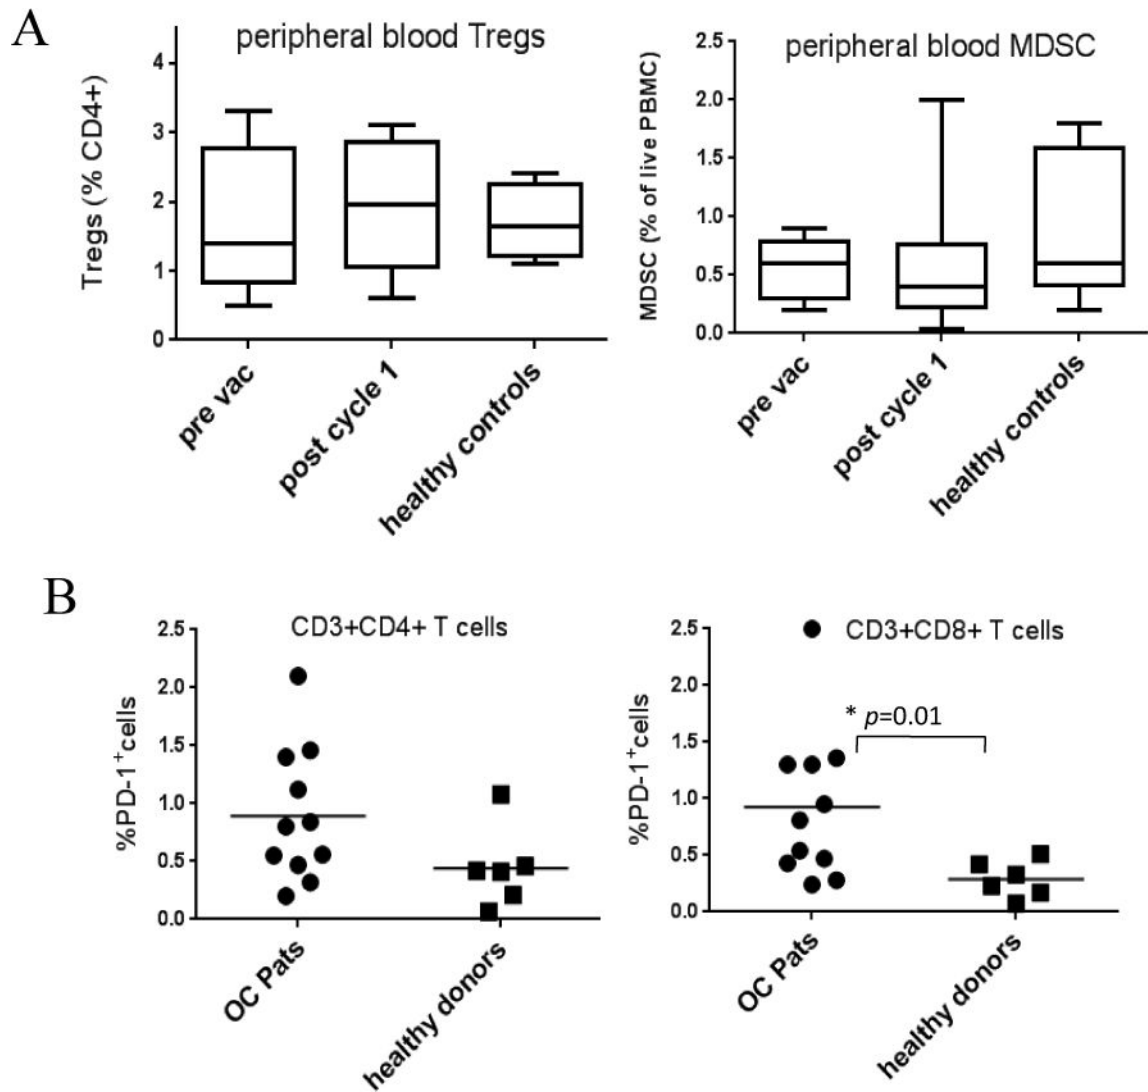 A
peripheral blood Tregs
Tregs (% CD4+)
4
3
2
1
0
pre vac
post cycle 1
healthy controls
peripheral blood MDSC
MDSC (% of live PBMC)
2.5
2.0
1.5
1.0
0.5
0.0
pre vac
post cycle 1
healthy controls
B
CD3+CD4+ T cells
%PD-1+cells
2.5
2.0
1.5
1.0
0.5
0.0
OC Pats
healthy donors
CD3+CD8+ T cells
* p=0.01
%PD-1+cells
2.5
2.0
1.5
1.0
0.5
0.0
OC Pats
healthy donors